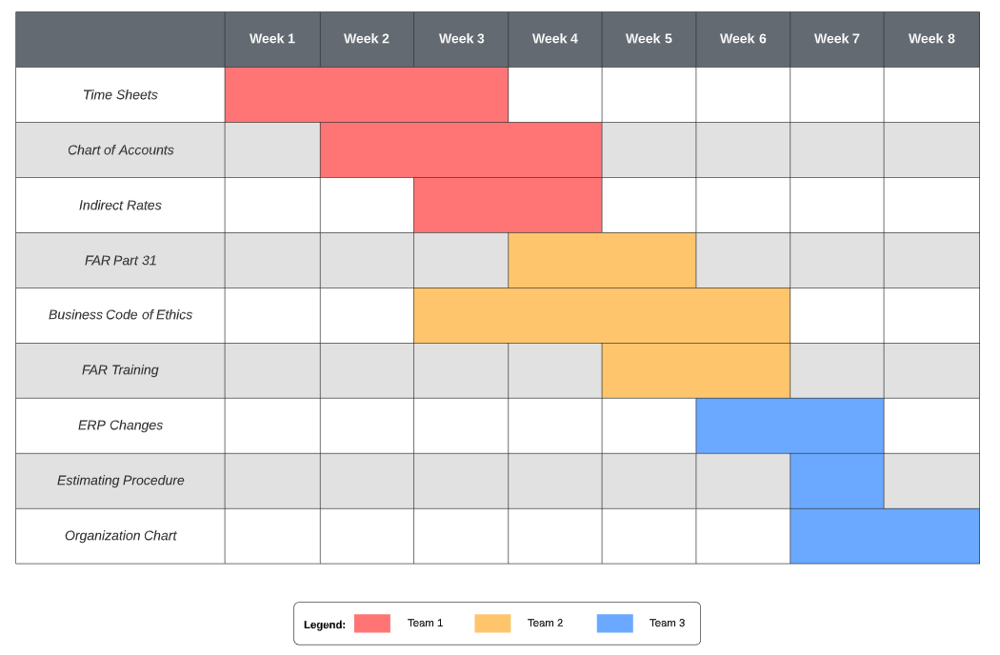 Week 1 Week 2 Week 3 Week 4 Week 5 Week 6 Week 7 Week 8
Time Sheets
Chart of Accounts
Indirect Rates
FAR Part 31
Business Code of Ethics
FAR Training
ERP Changes
Estimating Procedure
Organization Chart
Legend: Team 1 Team 2 Team 3